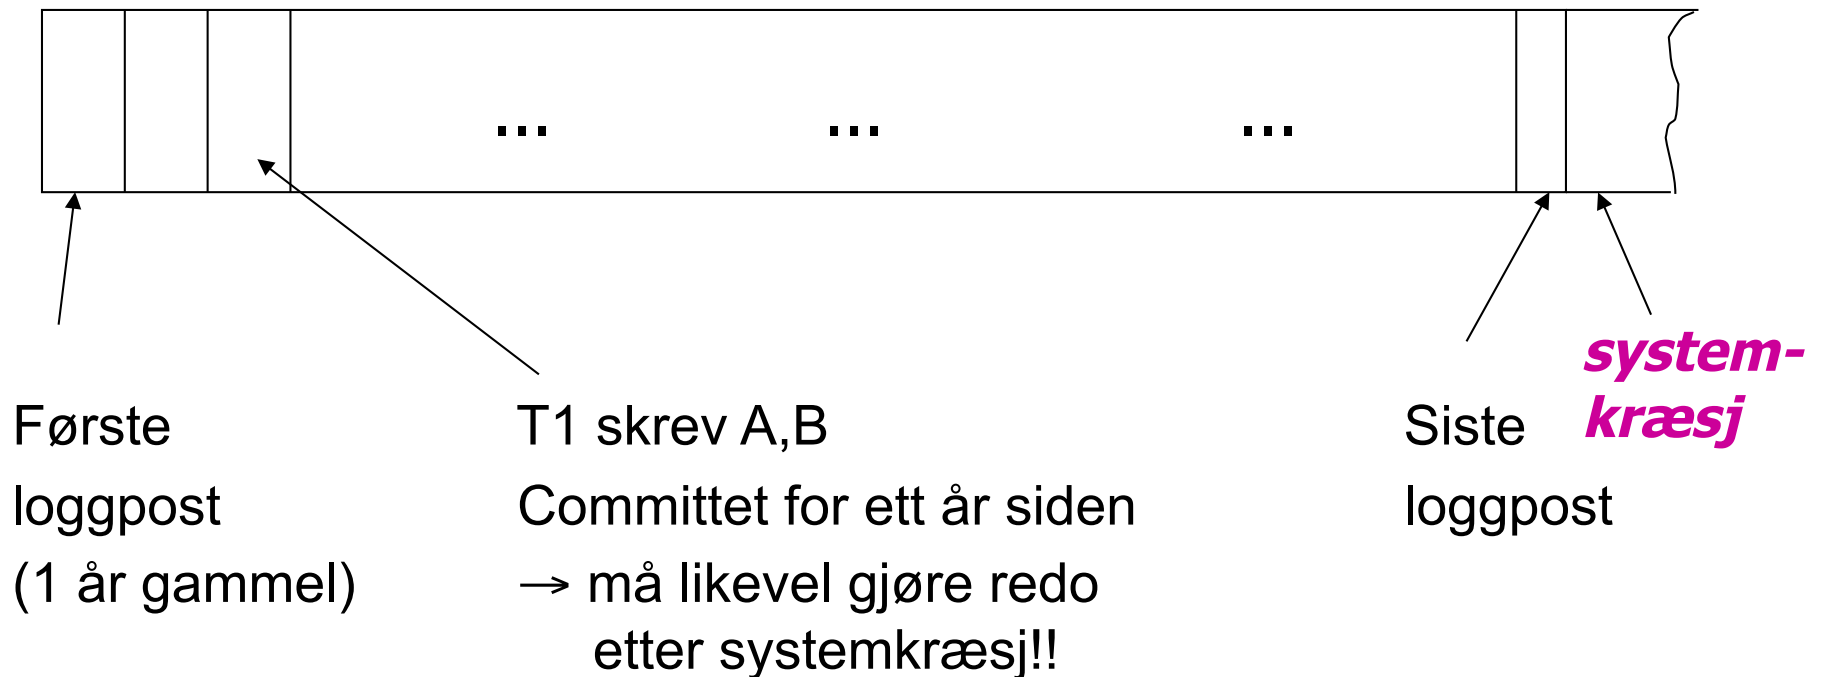 ... ... ...
Første
loggpost
(1 år gammel)
T1 skrev A,B
Committet for ett år siden
→ må likevel gjøre redo
etter systemkræsj!!
Siste
loggpost
system-
kræsj